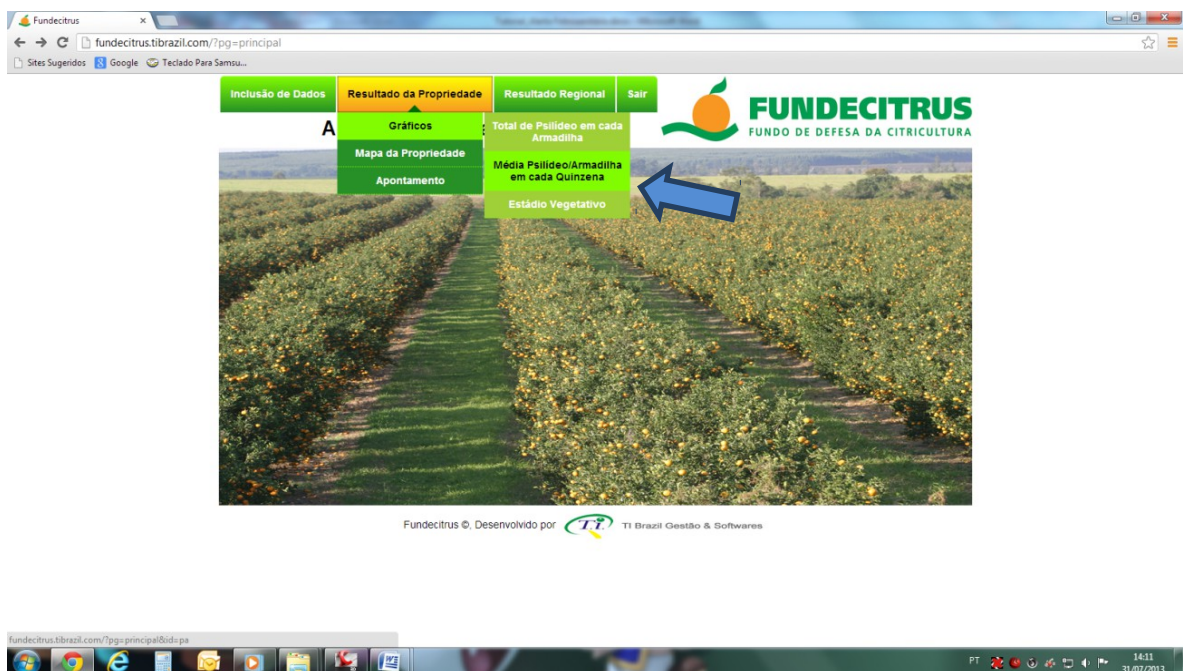 Fundecitrus
fundecitrus.tibrazil.com/?pg=principal
Sites Sugeridos Google Teclado Para Samsu...
Inclusão de Dados Resultado da Propriedade Resultado Regional Sair
FUNDECITRUS
FUNDO DE DEFESA DA CITRICULTURA
A
Gráficos
Mapa da Propriedade
Apontamento
Total de Psilídeo em cada
Armadilha
Média Psilídeo/Armadilha
em cada Quinzena
Estádio Vegetativo
Fundecitrus ©, Desenvolvido por T.i. TI Brazil Gestão & Softwares
fundecitrus.tibrazil.com/?pg=principal&id=pa
PT 14:11
31/07/2013